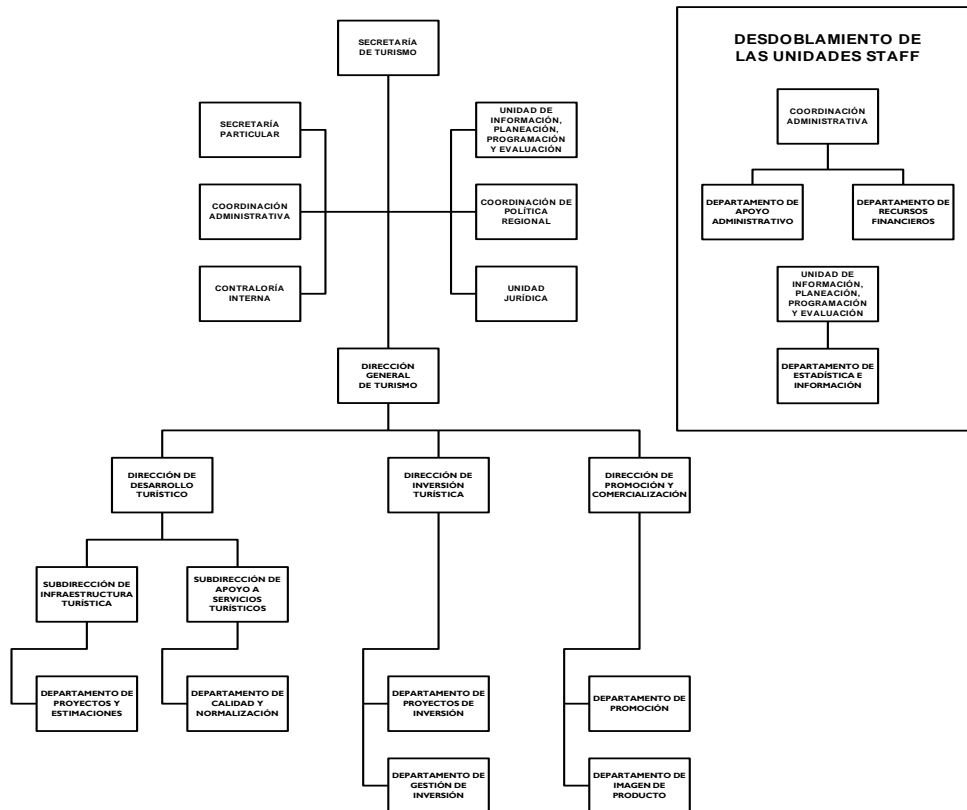 SECRETARÍA
DE TURISMO
SECRETARÍA
PARTICULAR
UNIDAD DE
INFORMACIÓN,
PLANEACIÓN,
PROGRAMACIÓN
Y EVALUACIÓN
COORDINACIÓN
ADMINISTRATIVA
COORDINACIÓN DE
POLÍTICA
REGIONAL
CONTRALORÍA
INTERNA
UNIDAD
JURÍDICA
DIRECCIÓN
GENERAL
DE TURISMO
DIRECCIÓN DE
DESARROLLO
TURÍSTICO
DIRECCIÓN DE
INVERSIÓN
TURÍSTICA
DIRECCIÓN DE
PROMOCIÓN Y
COMERCIALIZACIÓN
SUBDIRECCIÓN DE
INFRAESTRUCTURA
TURÍSTICA
SUBDIRECCIÓN DE
APOYO A
SERVICIOS
TURÍSTICOS
DEPARTAMENTO DE
PROYECTOS Y
ESTIMACIONES
DEPARTAMENTO DE
CALIDAD Y
NORMALIZACIÓN
DEPARTAMENTO DE
PROYECTOS DE
INVERSIÓN
DEPARTAMENTO DE
PROMOCIÓN
DEPARTAMENTO DE
GESTIÓN DE
INVERSIÓN
DEPARTAMENTO DE
IMAGEN DE
PRODUCTO
DESDOBLAMIENTO DE
LAS UNIDADES STAFF
COORDINACIÓN
ADMINISTRATIVA
DEPARTAMENTO DE
APOYO
ADMINISTRATIVO
DEPARTAMENTO DE
RECURSOS
FINANCIEROS
UNIDAD DE
INFORMACIÓN,
PLANEACIÓN,
PROGRAMACIÓN
Y EVALUACIÓN
DEPARTAMENTO DE
ESTADÍSTICA E
INFORMACIÓN